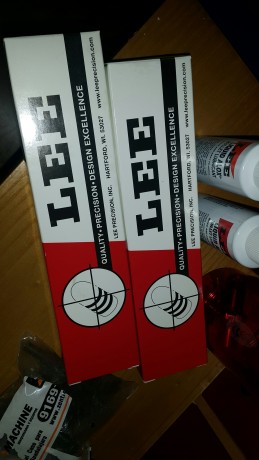 LEE
QUALITY•PRECISION•DESIGN EXCELLENCE
LEE PRECISION, INC. HARTFORD, WI. 53027 www.leeprecision.com
LEE
QUALITY•PRECISION•DESIGN EXCELLENCE
LEE PRECISION, INC. HARTFORD, WI. 53027 www.leeprecision.com
MACHINE
9169